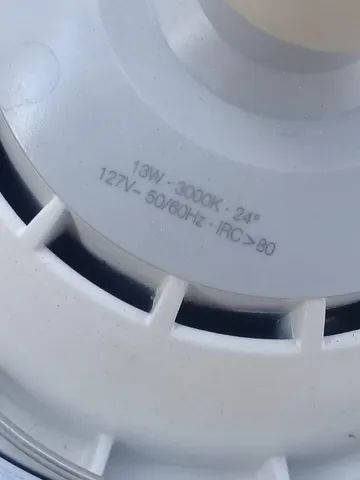 13W · 3000K · 24°
127V~ 50/60Hz · IRC>80